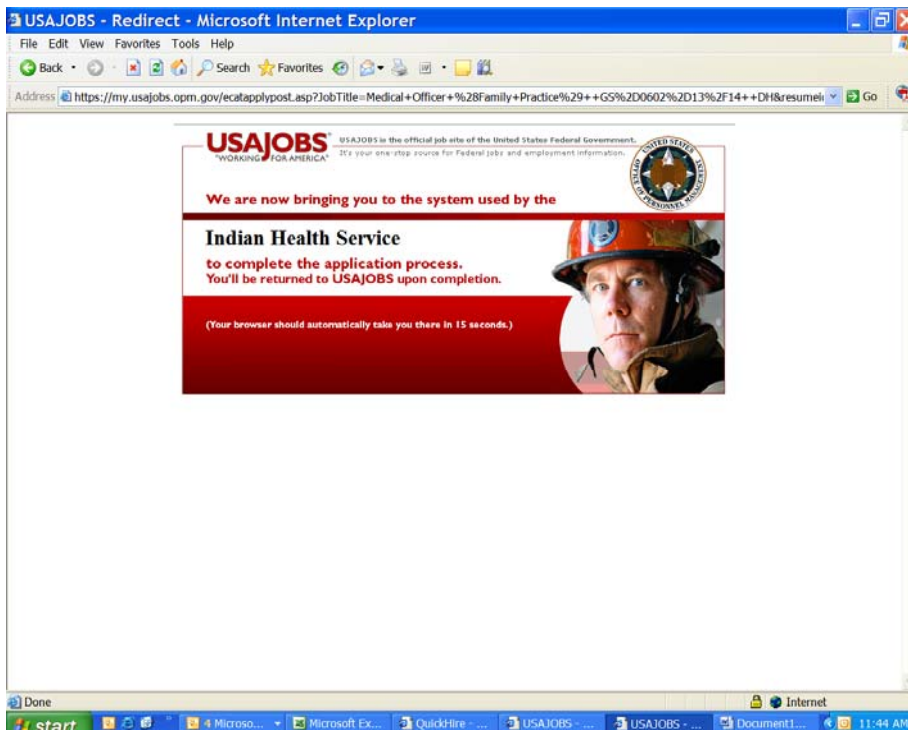 USAJOBS - Redirect - Microsoft Internet Explorer
File Edit View Favorites Tools Help
Back Search Favorites
Address https://my.usajobs.opm.gov/ecatapplypost.asp?JobTitle=Medical+Officer+%28Family+Practice%29++GS%2D0602%2D13%2F14++DH&resumeI Go
USAJOBS
"WORKING FOR AMERICA"
USAJOBS is the official job site of the United States Federal Government.
It's your one-stop source for Federal jobs and employment information.
UNITED STATES
OFFICE OF PERSONNEL MANAGEMENT
We are now bringing you to the system used by the
Indian Health Service
to complete the application process.
You'll be returned to USAJOBS upon completion.
(Your browser should automatically take you there in 15 seconds.)
Done Internet
start 4 Microso... Microsoft Ex... QuickHire - ... USAJOBS - ... USAJOBS - ... Document1... 11:44 AM